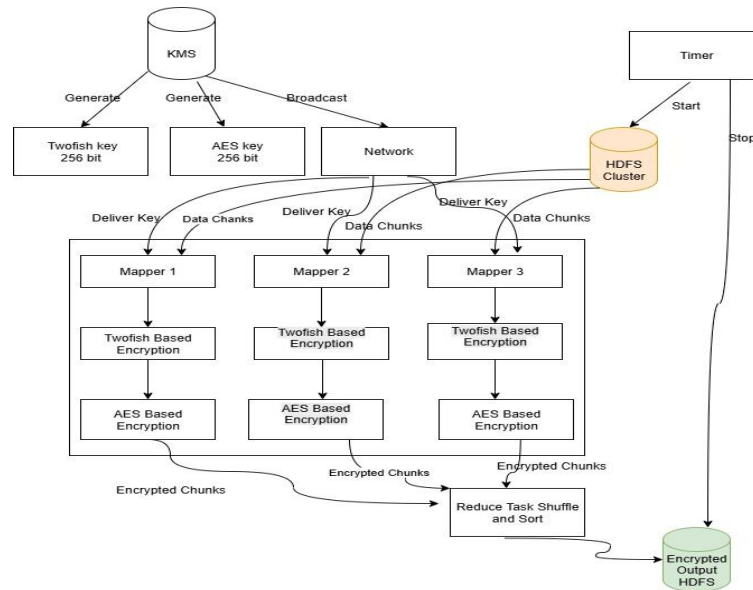 KMS
Timer
Generate
Generate
Broadcast
Start
Stop
Twofish key
256 bit
AES key
256 bit
Network
HDFS
Cluster
Deliver Key
Data Chanks
Deliver Key
Data Chunks
Deliver Key
Data Chunks
Mapper 1
Mapper 2
Mapper 3
Twofish Based
Encryption
Twofish Based
Encryption
Twofish Based
Encryption
AES Based
Encryption
AES Based
Encryption
AES Based
Encryption
Encrypted Chunks
Encrypted Chunks
Encrypted Chunks
Reduce Task Shuffle
and Sort
Encrypted
Output
HDFS